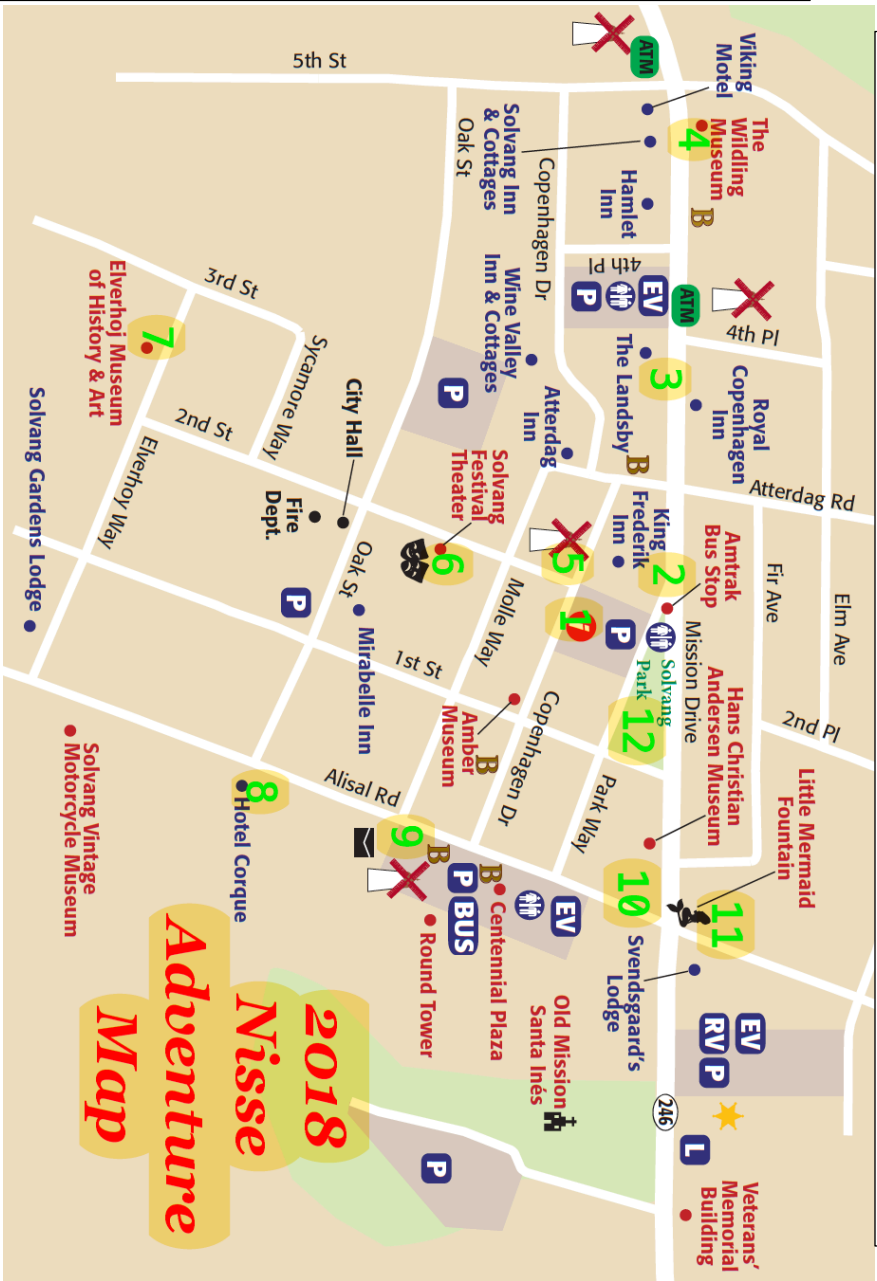 5th St
ATM
Viking
Motel
The
Wildling
Museum
4
Solvang Inn
& Cottages
Oak St
Copenhagen Dr
Hamlet
Inn
B
4th Pl
P
EV
ATM
4th Pl
3rd St
Elverhoj Museum
of History & Art
7
Sycamore Way
Wine Valley
Inn & Cottages
The Landsby
3
Royal
Copenhagen
Inn
P
Atterdag
Inn
B
Atterdag Rd
City Hall
2nd St
Solvang Gardens Lodge
Elverhoy Way
Solvang
Festival
Theater
6
Fire
Dept.
King
Frederik
Inn
5
2
Amtrak
Bus Stop
Fir Ave
Elm Ave
Oak St
P
Molle Way
1
i
P
Mission Drive
Solvang
Park
12
Mirabelle Inn
1st St
Amber
Museum
B
Copenhagen Dr
Park Way
Hans Christian
Andersen Museum
2nd Pl
Little Mermaid
Fountain
Solvang Vintage
Motorcycle Museum
8
Hotel Corque
Alisal Rd
9
B
P
BUS
B
Centennial Plaza
EV
10
11
Round Tower
Svendsgaard's
Lodge
Old Mission
Santa Inés
EV
RV
P
246
L
P
Veterans'
Memorial
Building
2018
Nisse
Adventure
Map